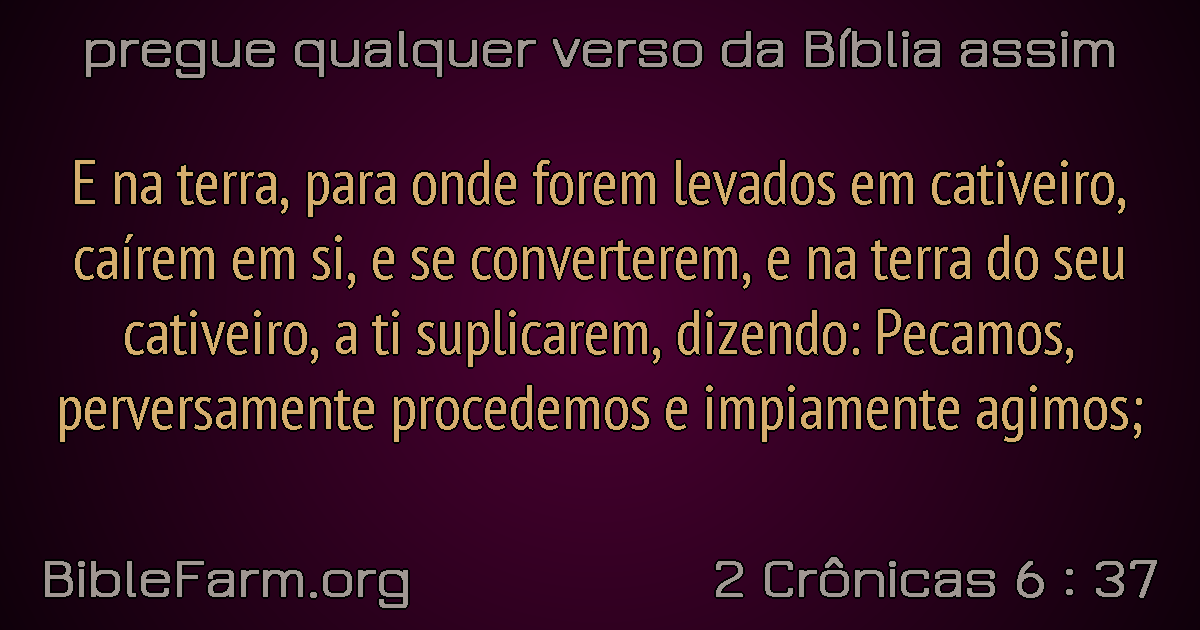 pregue qualquer verso da Bíblia assim
E na terra, para onde forem levados em cativeiro,
caírem em si, e se converterem, e na terra do seu
cativeiro, a ti suplicarem, dizendo: Pecamos,
perversamente procedemos e impiamente agimos;
BibleFarm.org
2 Crônicas 6 : 37